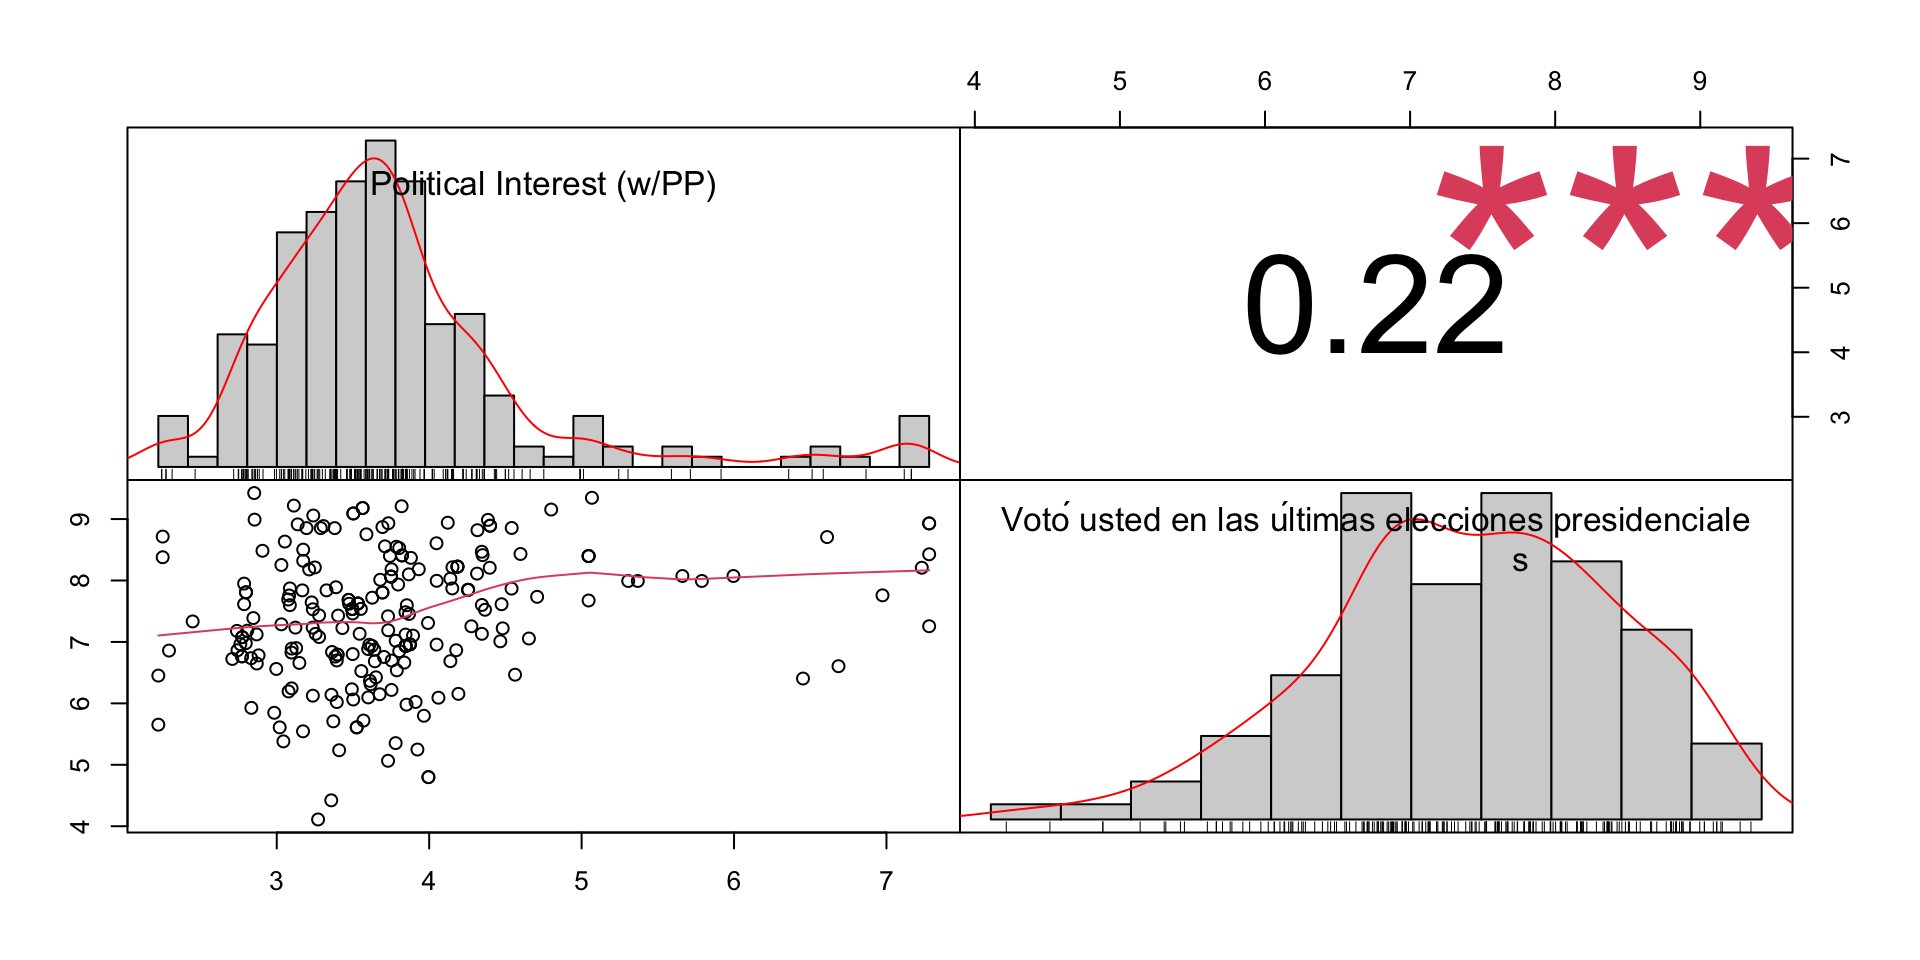 4 5 6 7 8 9
Political Interest (w/PP)
***
0.22
7
6
5
4
3
Votó usted en las últimas elecciones presidenciale
s
9
8
7
6
5
4
3 4 5 6 7